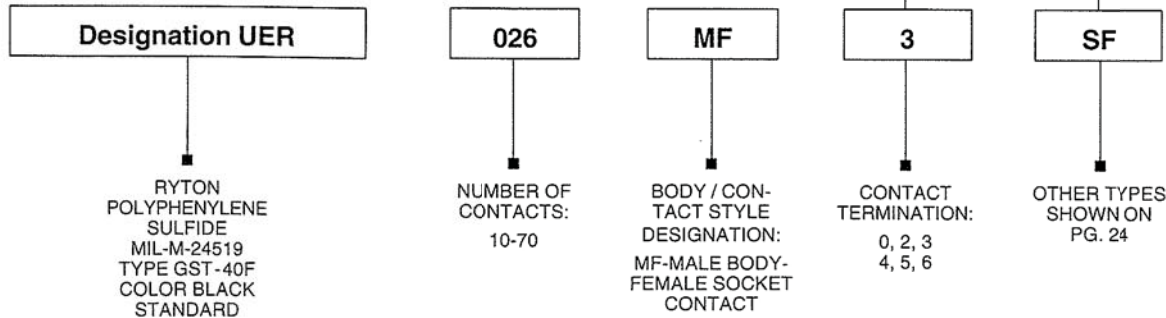 Designation UER
026
MF
3
SF
RYTON
POLYPHENYLENE
SULFIDE
MIL-M-24519
TYPE GST-40F
COLOR BLACK
STANDARD
NUMBER OF
CONTACTS:
10-70
BODY / CON-
TACT STYLE
DESIGNATION:
MF-MALE BODY-
FEMALE SOCKET
CONTACT
CONTACT
TERMINATION:
0, 2, 3
4, 5, 6
OTHER TYPES
SHOWN ON
PG. 24